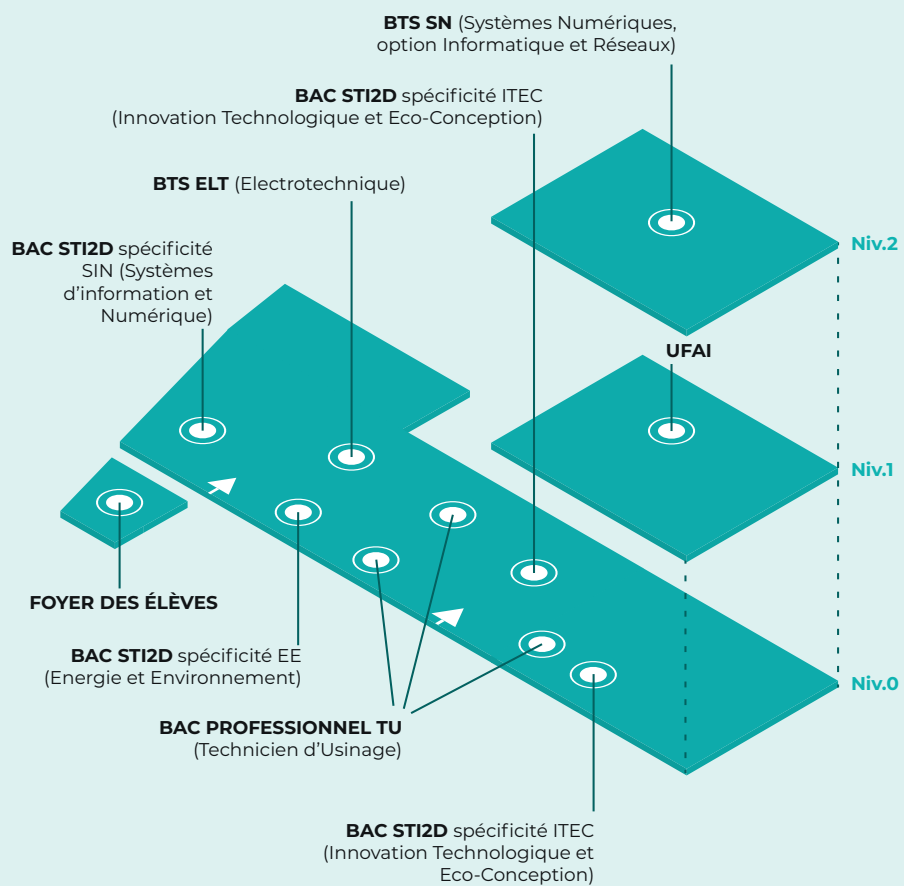 BTS SN (Systèmes Numériques,
option Informatique et Réseaux)
BAC STI2D spécificité ITEC
(Innovation Technologique et Eco-Conception)
BTS ELT (Electrotechnique)
BAC STI2D spécificité
SIN (Systèmes
d’information et
Numérique)
Niv.2
UFAI
Niv.1
FOYER DES ÉLÈVES
BAC STI2D spécificité EE
(Energie et Environnement)
Niv.0
BAC PROFESSIONNEL TU
(Technicien d’Usinage)
BAC STI2D spécificité ITEC
(Innovation Technologique et
Eco-Conception)